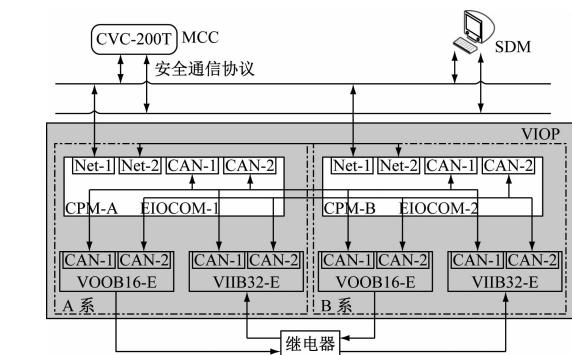 CVC-200T MCC
SDM
安全通信协议
VIOP
Net-1 Net-2 CAN-1 CAN-2 Net-1 Net-2 CAN-1 CAN-2
CPM-A EIOCOM-1 CPM-B EIOCOM-2
CAN-1 CAN-2 CAN-1 CAN-2 CAN-1 CAN-2 CAN-1 CAN-2
VOOB16-E VIIB32-E VOOB16-E VIIB32-E
A 系 B 系
继电器